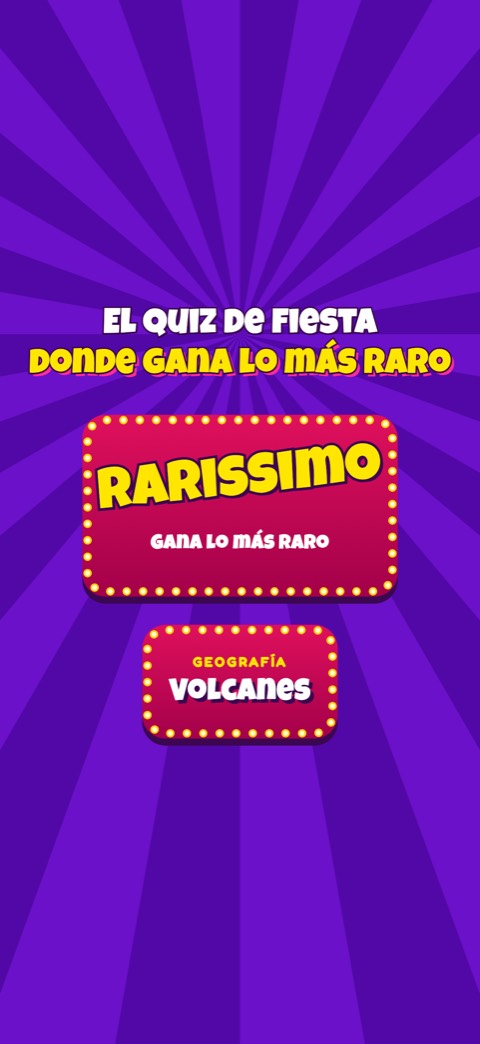 EL QUIZ DE FIESTA
DONDE GANA LO MÁS RARO
RARISSIMO
GANA LO MÁS RARO
GEOGRAFÍA
VOLCANES